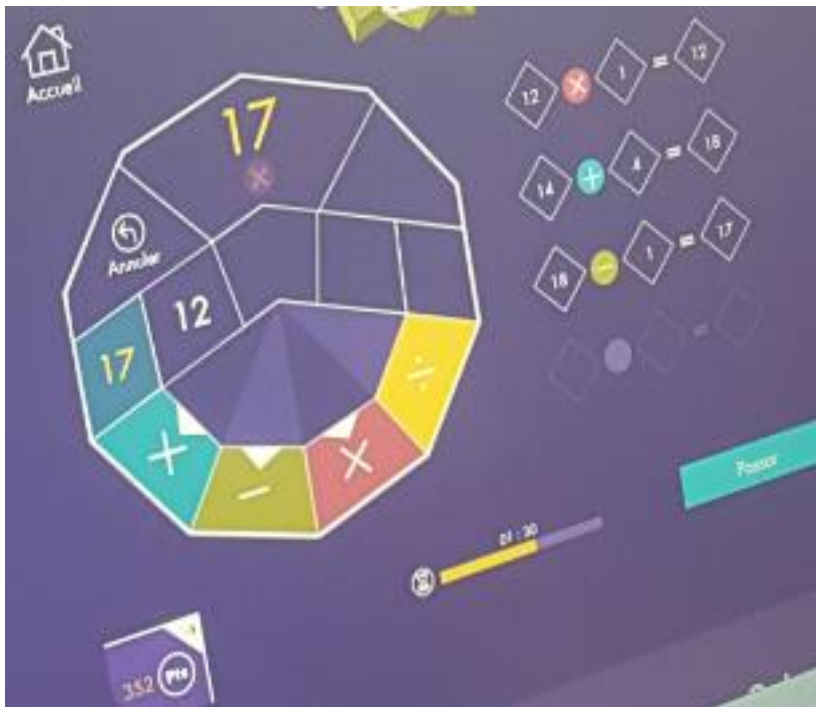 Accueil
17
×
12 × 1 = 12
14 + 4 = 18
18 − 1 = 17
=
Annuler
12
17
+
−
×
÷
Passer
01 : 30
352 Pts